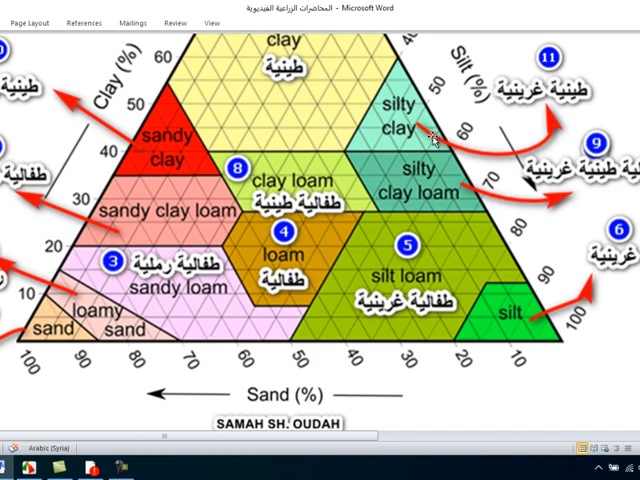 المحاضرات الزراعية الفيديوية - Microsoft Word
Page Layout References Mailings Review View
clay
طينية
60
Clay (%)
Silt (%)
50
40
30
20
10
40
50
60
70
80
90
100
silty
clay
11
طينية غرينية
طينية
sandy
clay
8
clay loam
طفالية طينية
silty
clay loam
9
طينية غرينية
طفالية
sandy clay loam
4
loam
طفالية
3
طفالية رملية
sandy loam
5
silt loam
طفالية غرينية
6
غرينية
silt
loamy
sand
sand
100
90
80
70
60
50
40
30
20
10
Sand (%)
SAMAH SH. OUDAH
Arabic (Syria)